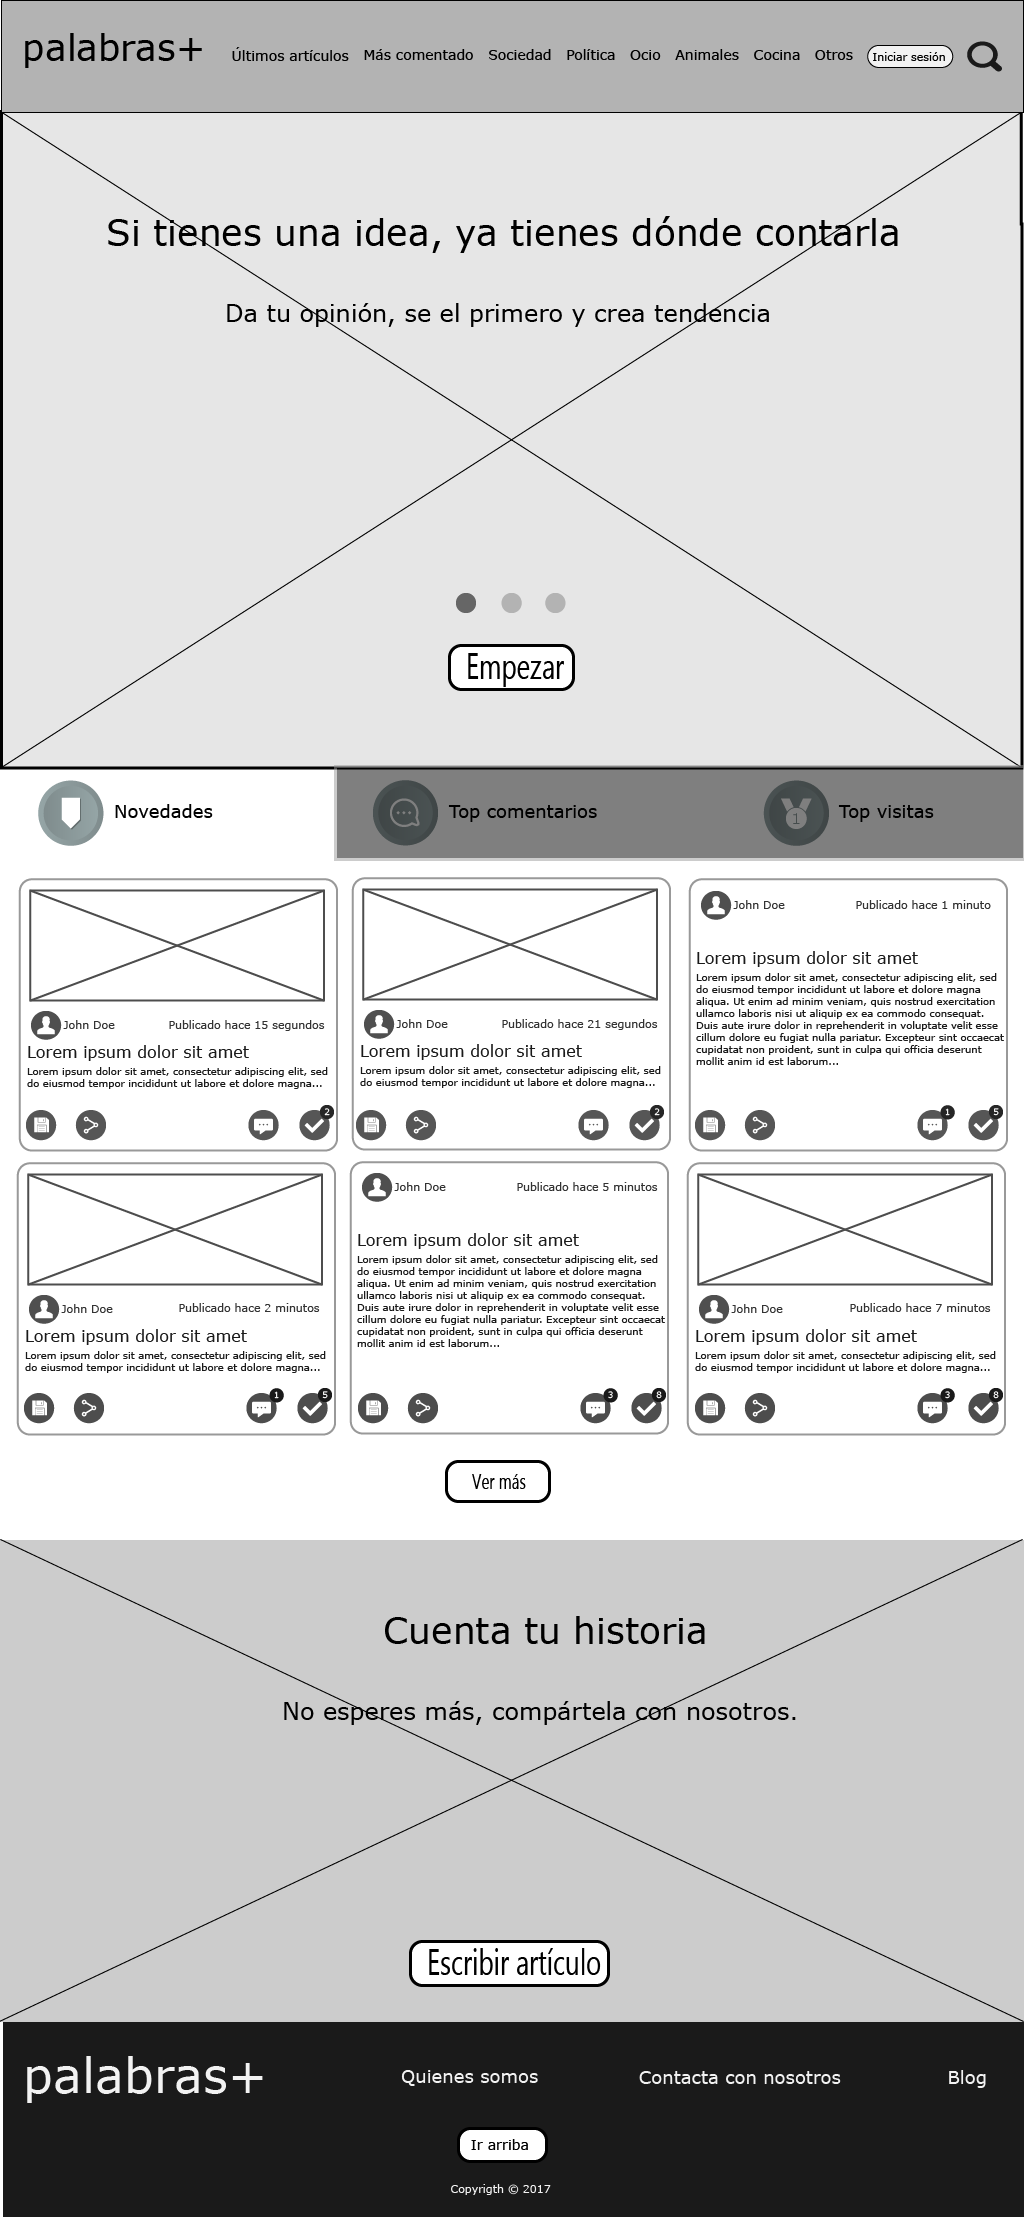 palabras+
Últimos artículos Más comentado Sociedad Política Ocio Animales Cocina Otros Iniciar sesión
Si tienes una idea, ya tienes dónde contarla
Da tu opinión, se el primero y crea tendencia
Empezar
Novedades
Top comentarios
1
Top visitas
John Doe Publicado hace 15 segundos
Lorem ipsum dolor sit amet
Lorem ipsum dolor sit amet, consectetur adipiscing elit, sed
do eiusmod tempor incididunt ut labore et dolore magna...
2
John Doe Publicado hace 21 segundos
Lorem ipsum dolor sit amet
Lorem ipsum dolor sit amet, consectetur adipiscing elit, sed
do eiusmod tempor incididunt ut labore et dolore magna...
2
John Doe Publicado hace 1 minuto
Lorem ipsum dolor sit amet
Lorem ipsum dolor sit amet, consectetur adipiscing elit, sed
do eiusmod tempor incididunt ut labore et dolore magna
aliqua. Ut enim ad minim veniam, quis nostrud exercitation
ullamco laboris nisi ut aliquip ex ea commodo consequat.
Duis aute irure dolor in reprehenderit in voluptate velit esse
cillum dolore eu fugiat nulla pariatur. Excepteur sint occaecat
cupidatat non proident, sunt in culpa qui officia deserunt
mollit anim id est laborum...
1 5
John Doe Publicado hace 2 minutos
Lorem ipsum dolor sit amet
Lorem ipsum dolor sit amet, consectetur adipiscing elit, sed
do eiusmod tempor incididunt ut labore et dolore magna...
1 5
John Doe Publicado hace 5 minutos
Lorem ipsum dolor sit amet
Lorem ipsum dolor sit amet, consectetur adipiscing elit, sed
do eiusmod tempor incididunt ut labore et dolore magna
aliqua. Ut enim ad minim veniam, quis nostrud exercitation
ullamco laboris nisi ut aliquip ex ea commodo consequat.
Duis aute irure dolor in reprehenderit in voluptate velit esse
cillum dolore eu fugiat nulla pariatur. Excepteur sint occaecat
cupidatat non proident, sunt in culpa qui officia deserunt
mollit anim id est laborum...
3 8
John Doe Publicado hace 7 minutos
Lorem ipsum dolor sit amet
Lorem ipsum dolor sit amet, consectetur adipiscing elit, sed
do eiusmod tempor incididunt ut labore et dolore magna...
3 8
Ver más
Cuenta tu historia
No esperes más, compártela con nosotros.
Escribir artículo
palabras+
Quienes somos Contacta con nosotros Blog
Ir arriba
Copyrigth © 2017